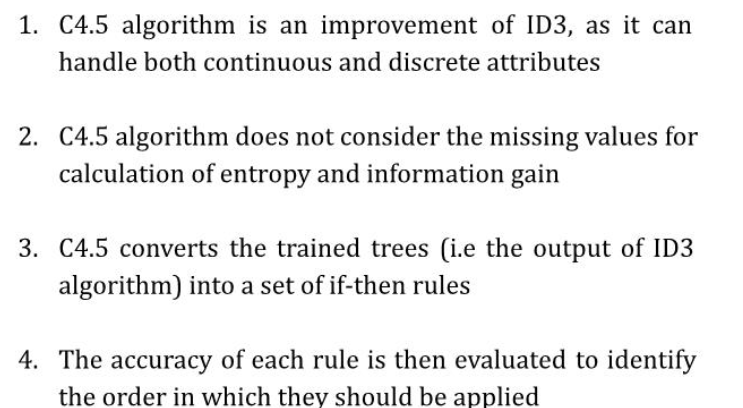 1. C4.5 algorithm is an improvement of ID3, as it can
handle both continuous and discrete attributes
2. C4.5 algorithm does not consider the missing values for
calculation of entropy and information gain
3. C4.5 converts the trained trees (i.e the output of ID3
algorithm) into a set of if-then rules
4. The accuracy of each rule is then evaluated to identify
the order in which they should be applied